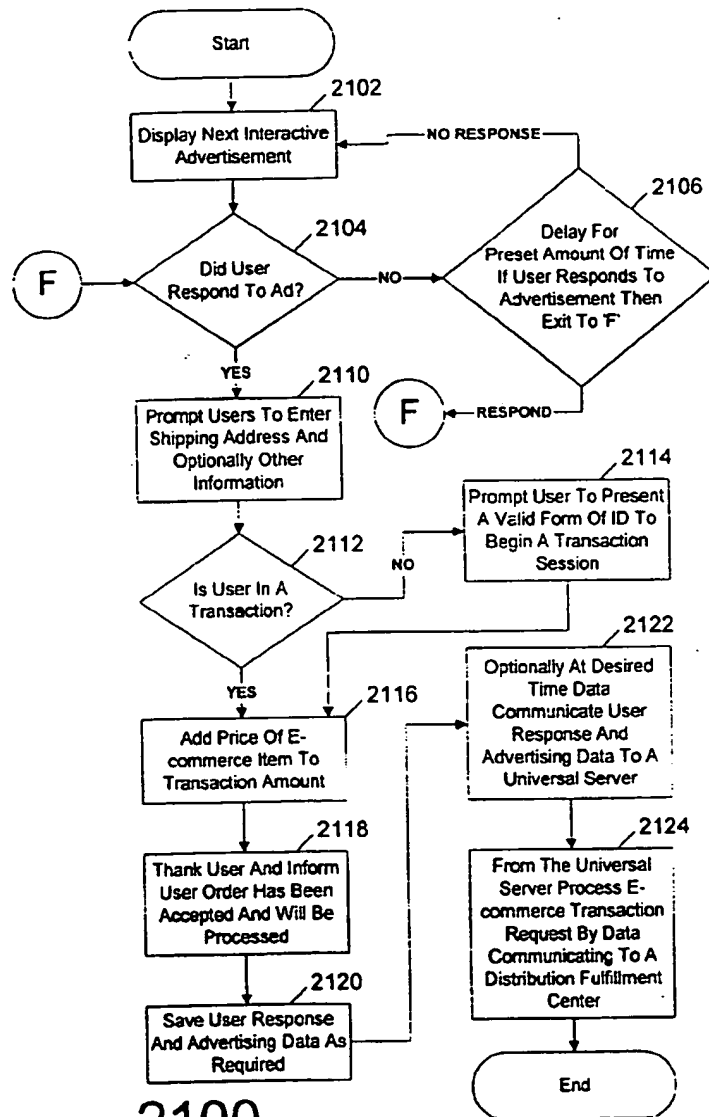 Start
2102
Display Next Interactive
Advertisement
NO RESPONSE
2106
Delay For
Preset Amount Of Time
If User Responds To
Advertisement Then
Exit To 'F'
2104
F
Did User
Respond To Ad?
NO
YES
F
RESPOND
2110
Prompt Users To Enter
Shipping Address And
Optionally Other
Information
2114
Prompt User To Present
A Valid Form Of ID To
Begin A Transaction
Session
2112
Is User In A
Transaction?
NO
YES
2116
Add Price Of E-
commerce Item To
Transaction Amount
2122
Optionally At Desired
Time Data
Communicate User
Response And
Advertising Data To A
Universal Server
2118
Thank User And Inform
User Order Has Been
Accepted And Will Be
Processed
2124
From The Universal
Server Process E-
commerce Transaction
Request By Data
Communicating To A
Distribution Fulfillment
Center
2120
Save User Response
And Advertising Data As
Required
End
2100